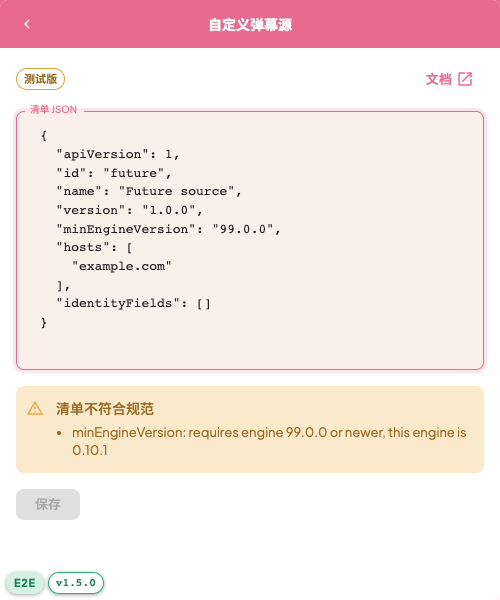 自定义弹幕源
测试版
文档
清单 JSON
{
  "apiVersion": 1,
  "id": "future",
  "name": "Future source",
  "version": "1.0.0",
  "minEngineVersion": "99.0.0",
  "hosts": [
    "example.com"
  ],
  "identityFields": []
}
清单不符合规范
• minEngineVersion: requires engine 99.0.0 or newer, this engine is
0.10.1
保存
E2E
v1.5.0